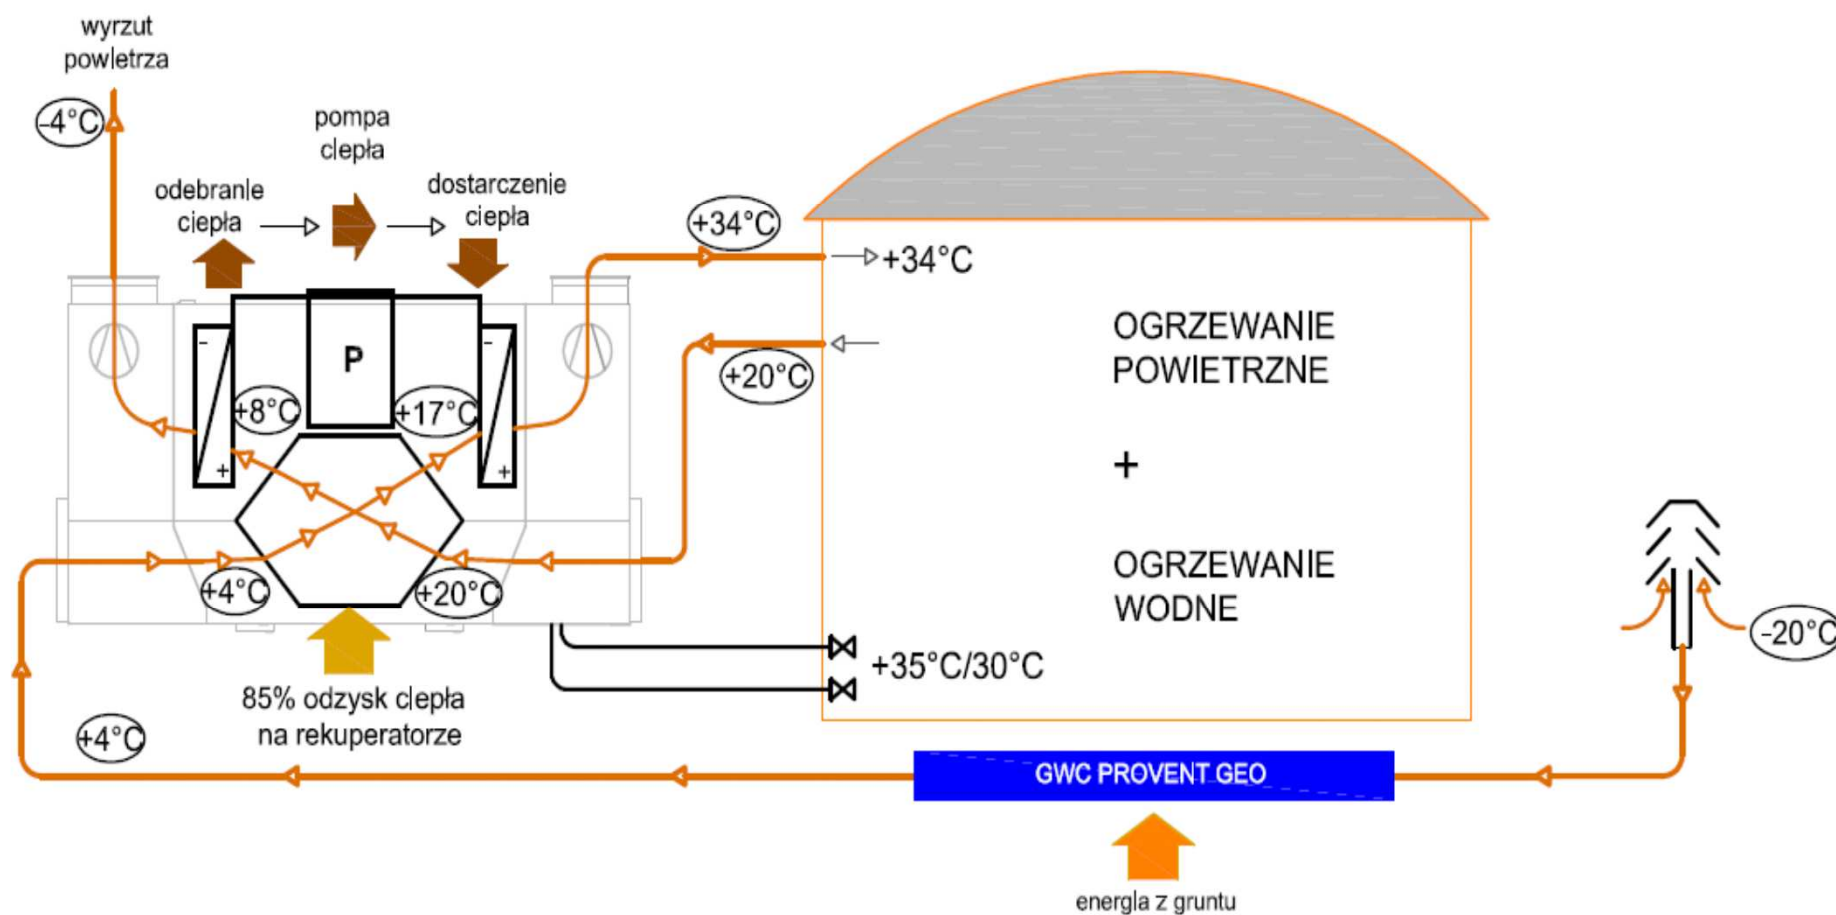 wyrzut
powietrza
-4°C
pompa
ciepła
odebranie
ciepła
dostarczenie
ciepła
+34°C
+34°C
-
P
-
+8°C
+17°C
+
+
+20°C
OGRZEWANIE
POWIETRZNE
+
OGRZEWANIE
WODNE
+4°C
+20°C
-20°C
+35°C/30°C
85% odzysk ciepła
na rekuperatorze
+4°C
GWC PROVENT GEO
energia z gruntu